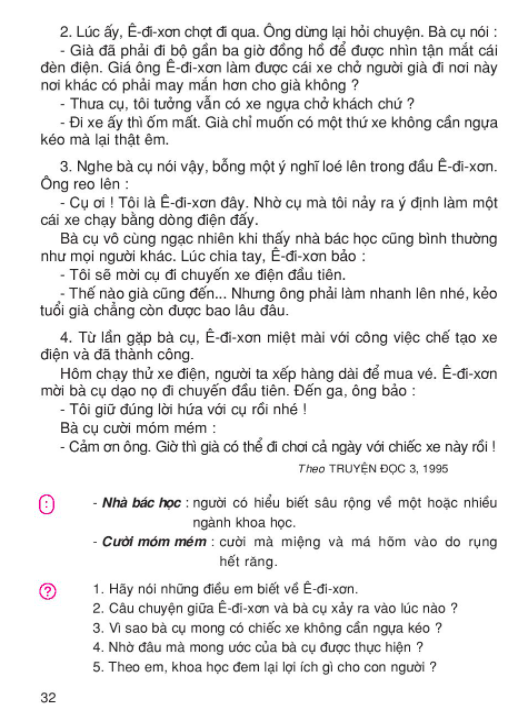 2. Lúc ấy, Ê-đi-xơn chợt đi qua. Ông dừng lại hỏi chuyện. Bà cụ nói :
- Già đã phải đi bộ gần ba giờ đồng hồ để được nhìn tận mắt cái
đèn điện. Giá ông Ê-đi-xơn làm được cái xe chở người già đi nơi này
nơi khác có phải may mắn hơn cho già không ?
- Thưa cụ, tôi tưởng vẫn có xe ngựa chở khách chứ ?
- Đi xe ấy thì ốm mất. Già chỉ muốn có một thứ xe không cần ngựa
kéo mà lại thật êm.
3. Nghe bà cụ nói vậy, bỗng một ý nghĩ loé lên trong đầu Ê-đi-xơn.
Ông reo lên :
- Cụ ơi ! Tôi là Ê-đi-xơn đây. Nhờ cụ mà tôi nảy ra ý định làm một
cái xe chạy bằng dòng điện đấy.
Bà cụ vô cùng ngạc nhiên khi thấy nhà bác học cũng bình thường
như mọi người khác. Lúc chia tay, Ê-đi-xơn bảo :
- Tôi sẽ mời cụ đi chuyến xe điện đầu tiên.
- Thế nào già cũng đến... Nhưng ông phải làm nhanh lên nhé, kẻo
tuổi già chẳng còn được bao lâu đâu.
4. Từ lần gặp bà cụ, Ê-đi-xơn miệt mài với công việc chế tạo xe
điện và đã thành công.
Hôm chạy thử xe điện, người ta xếp hàng dài để mua vé. Ê-đi-xơn
mời bà cụ dạo nọ đi chuyến đầu tiên. Đến ga, ông bảo :
- Tôi giữ đúng lời hứa với cụ rồi nhé !
Bà cụ cười móm mém :
- Cảm ơn ông. Giờ thì già có thể đi chơi cả ngày với chiếc xe này rồi !
Theo TRUYỆN ĐỌC 3, 1995
: - Nhà bác học : người có hiểu biết sâu rộng về một hoặc nhiều
ngành khoa học.
- Cười móm mém : cười mà miệng và má hõm vào do rụng
hết răng.
? 1. Hãy nói những điều em biết về Ê-đi-xơn.
2. Câu chuyện giữa Ê-đi-xơn và bà cụ xảy ra vào lúc nào ?
3. Vì sao bà cụ mong có chiếc xe không cần ngựa kéo ?
4. Nhờ đâu mà mong ước của bà cụ được thực hiện ?
5. Theo em, khoa học đem lại lợi ích gì cho con người ?
32